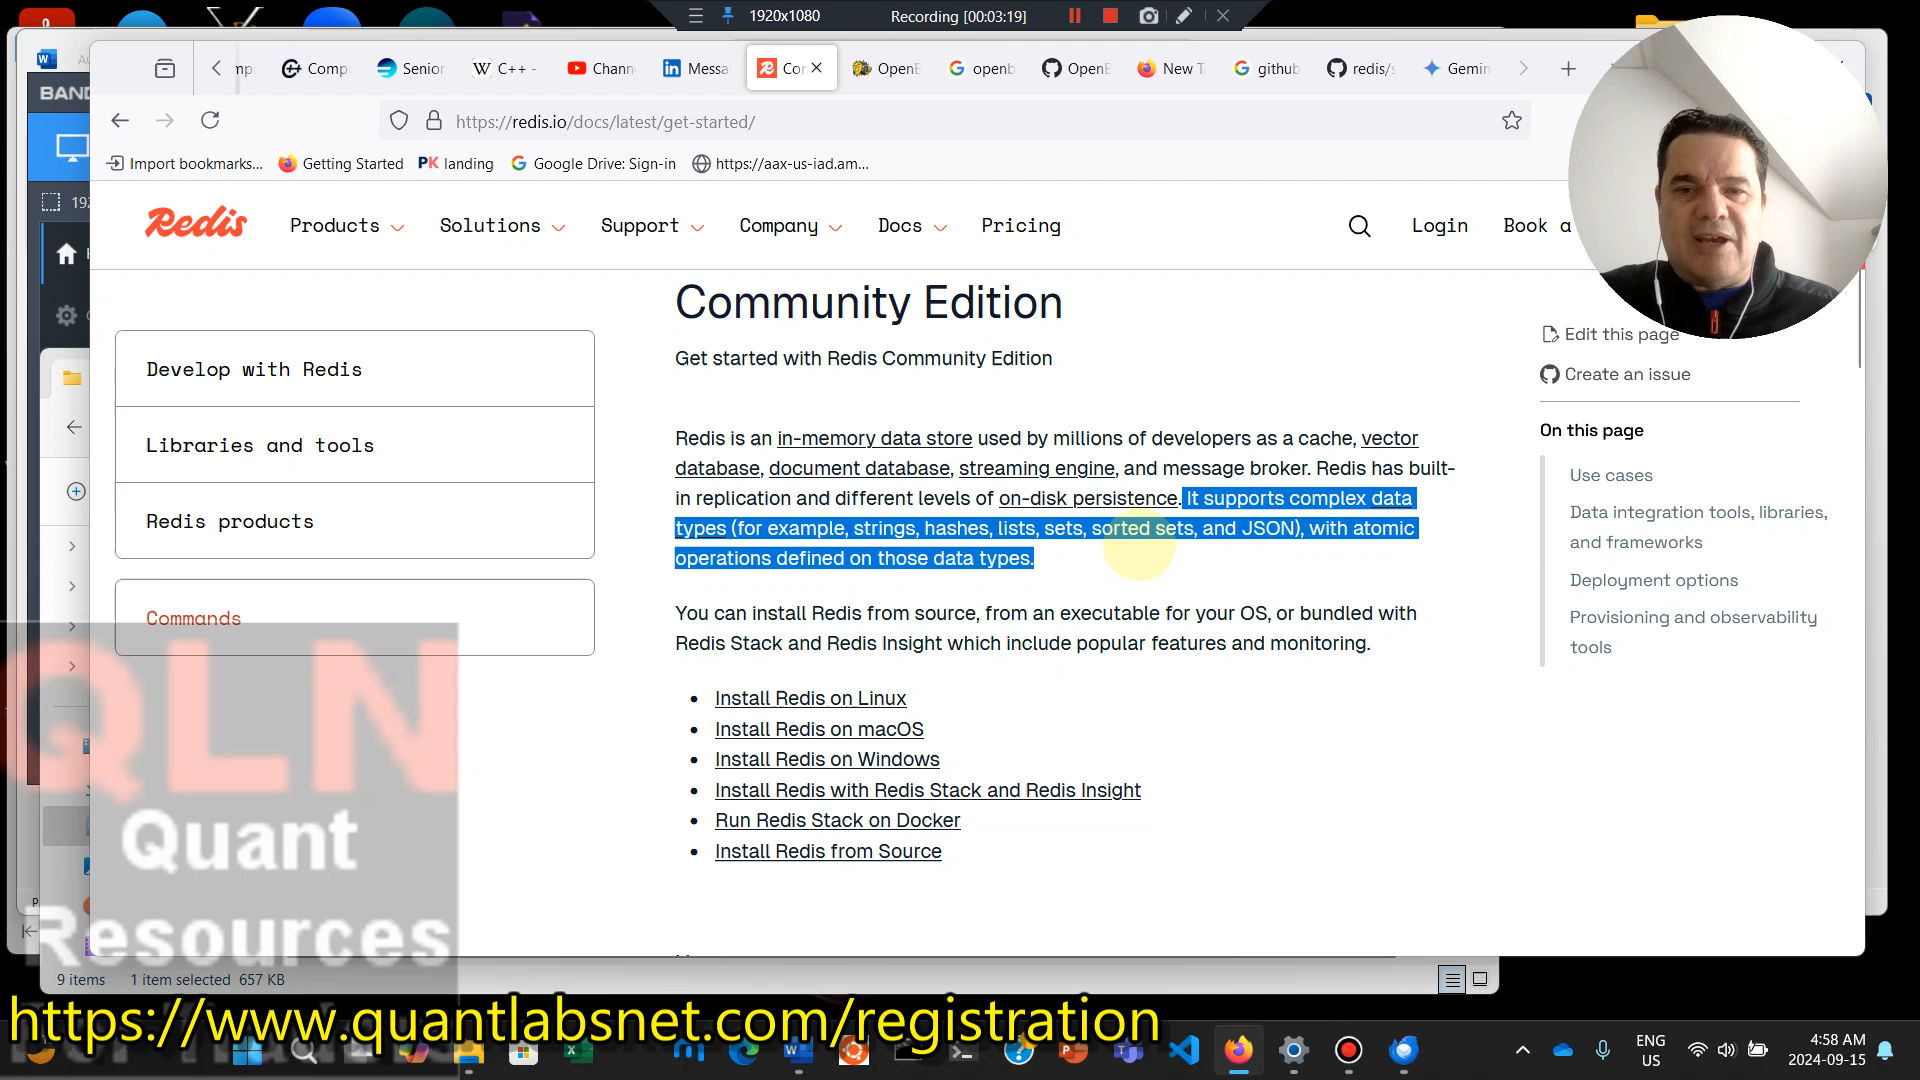 1920x1080
Recording [00:03:19]
Comp
Senior
C++ -
Chann
Messa
Cor
OpenB
openb
OpenB
New T
github
redis/s
Gemin
BAND
https://redis.io/docs/latest/get-started/
Import bookmarks...
Getting Started
PK landing
Google Drive: Sign-in
https://aax-us-iad.am...
192
Redis
Products
Solutions
Support
Company
Docs
Pricing
Login
Book a
Community Edition
Get started with Redis Community Edition
Develop with Redis
Libraries and tools
Redis products
Commands
Redis is an in-memory data store used by millions of developers as a cache, vector
database, document database, streaming engine, and message broker. Redis has built-
in replication and different levels of on-disk persistence. It supports complex data
types (for example, strings, hashes, lists, sets, sorted sets, and JSON), with atomic
operations defined on those data types.
You can install Redis from source, from an executable for your OS, or bundled with
Redis Stack and Redis Insight which include popular features and monitoring.
• Install Redis on Linux
• Install Redis on macOS
• Install Redis on Windows
• Install Redis with Redis Stack and Redis Insight
• Run Redis Stack on Docker
• Install Redis from Source
Edit this page
Create an issue
On this page
Use cases
Data integration tools, libraries,
and frameworks
Deployment options
Provisioning and observability
tools
QLN
Quant
Resources
9 items
1 item selected 657 KB
https://www.quantlabsnet.com/registration
ENG
US
4:58 AM
2024-09-15